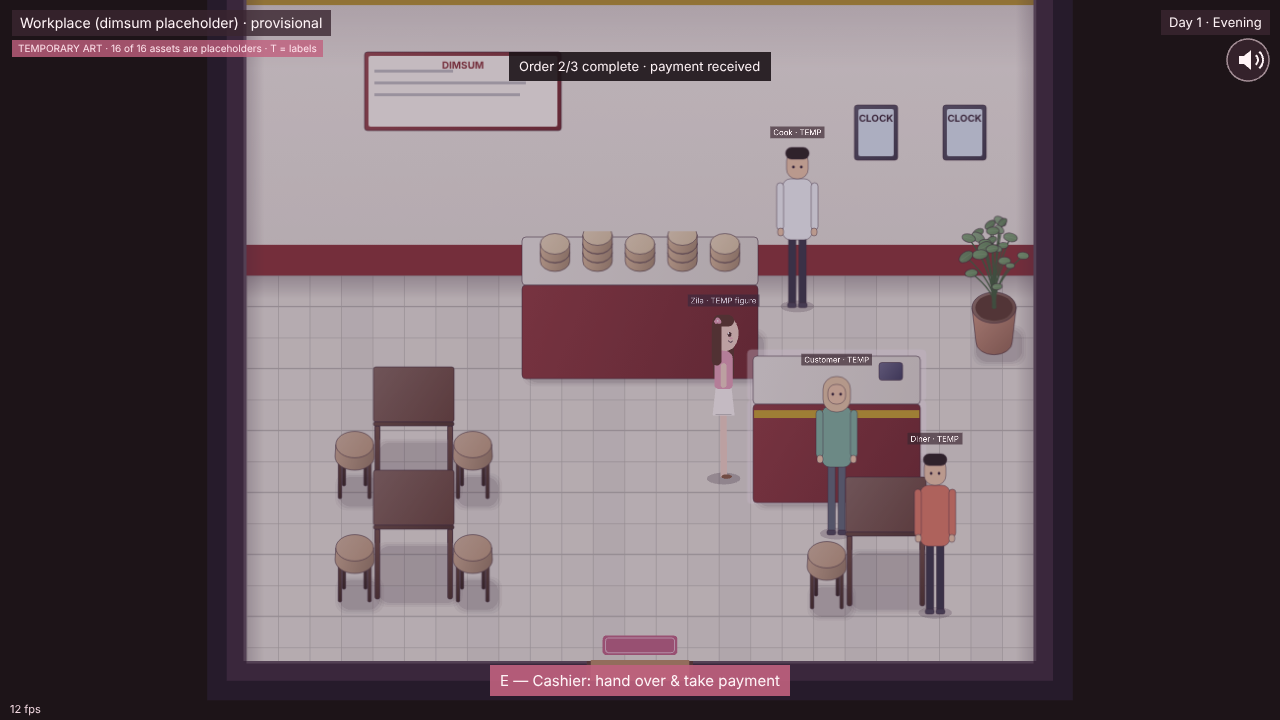 Workplace (dimsum placeholder) · provisional
Day 1 · Evening
TEMPORARY ART · 16 of 16 assets are placeholders · T = labels
DIMSUM
Order 2/3 complete · payment received
CLOCK
CLOCK
Cook · TEMP
Zila · TEMP figure
Customer · TEMP
Diner · TEMP
E — Cashier: hand over & take payment
12 fps